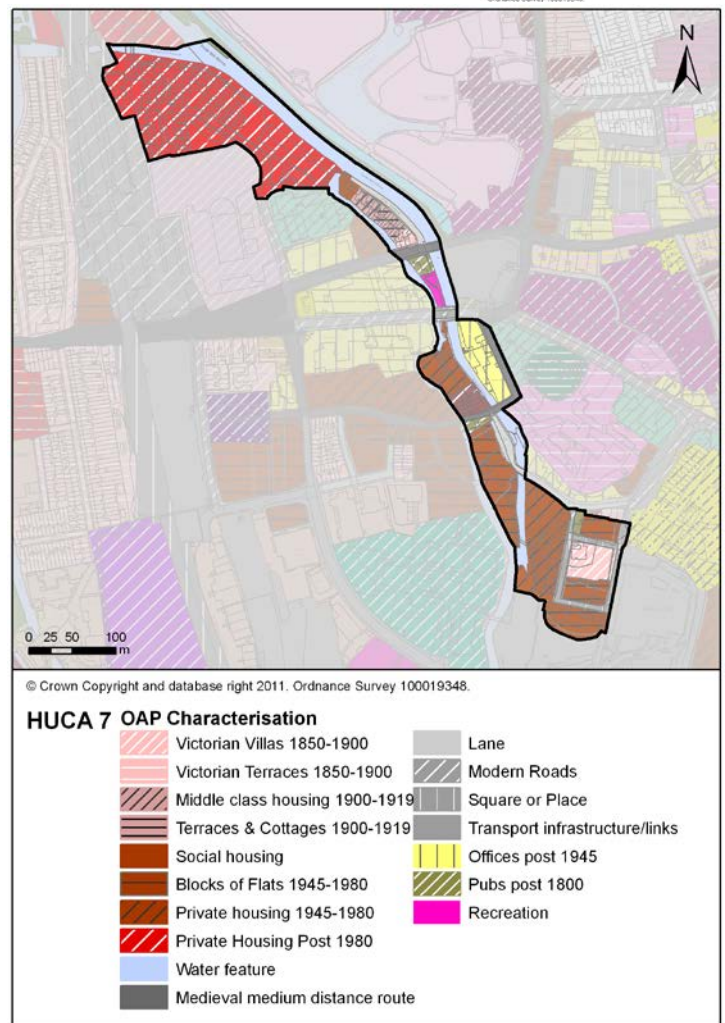 N
0 25 50 100
m
© Crown Copyright and database right 2011. Ordnance Survey 100019348.
HUCA 7 OAP Characterisation
Victorian Villas 1850-1900
Victorian Terraces 1850-1900
Middle class housing 1900-1919
Terraces & Cottages 1900-1919
Social housing
Blocks of Flats 1945-1980
Private housing 1945-1980
Private Housing Post 1980
Water feature
Medieval medium distance route
Lane
Modern Roads
Square or Place
Transport infrastructure/links
Offices post 1945
Pubs post 1800
Recreation